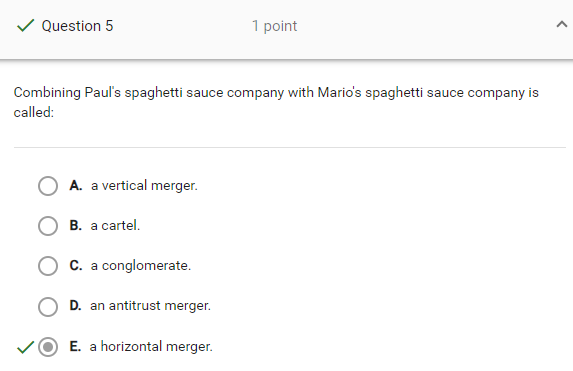 Question 5 1 point
Combining Paul's spaghetti sauce company with Mario's spaghetti sauce company is
called:
A. a vertical merger.
B. a cartel.
C. a conglomerate.
D. an antitrust merger.
E. a horizontal merger.